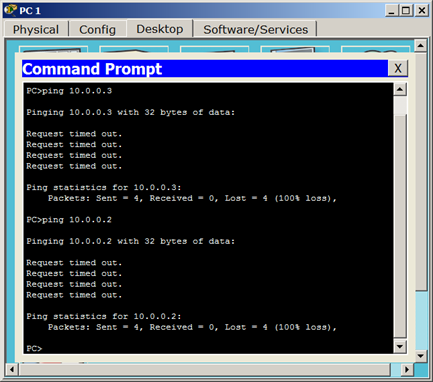 PC 1
Physical Config Desktop Software/Services
Command Prompt X
PC>ping 10.0.0.3
Pinging 10.0.0.3 with 32 bytes of data:
Request timed out.
Request timed out.
Request timed out.
Request timed out.
Ping statistics for 10.0.0.3:
Packets: Sent = 4, Received = 0, Lost = 4 (100% loss),
PC>ping 10.0.0.2
Pinging 10.0.0.2 with 32 bytes of data:
Request timed out.
Request timed out.
Request timed out.
Request timed out.
Ping statistics for 10.0.0.2:
Packets: Sent = 4, Received = 0, Lost = 4 (100% loss),
PC>